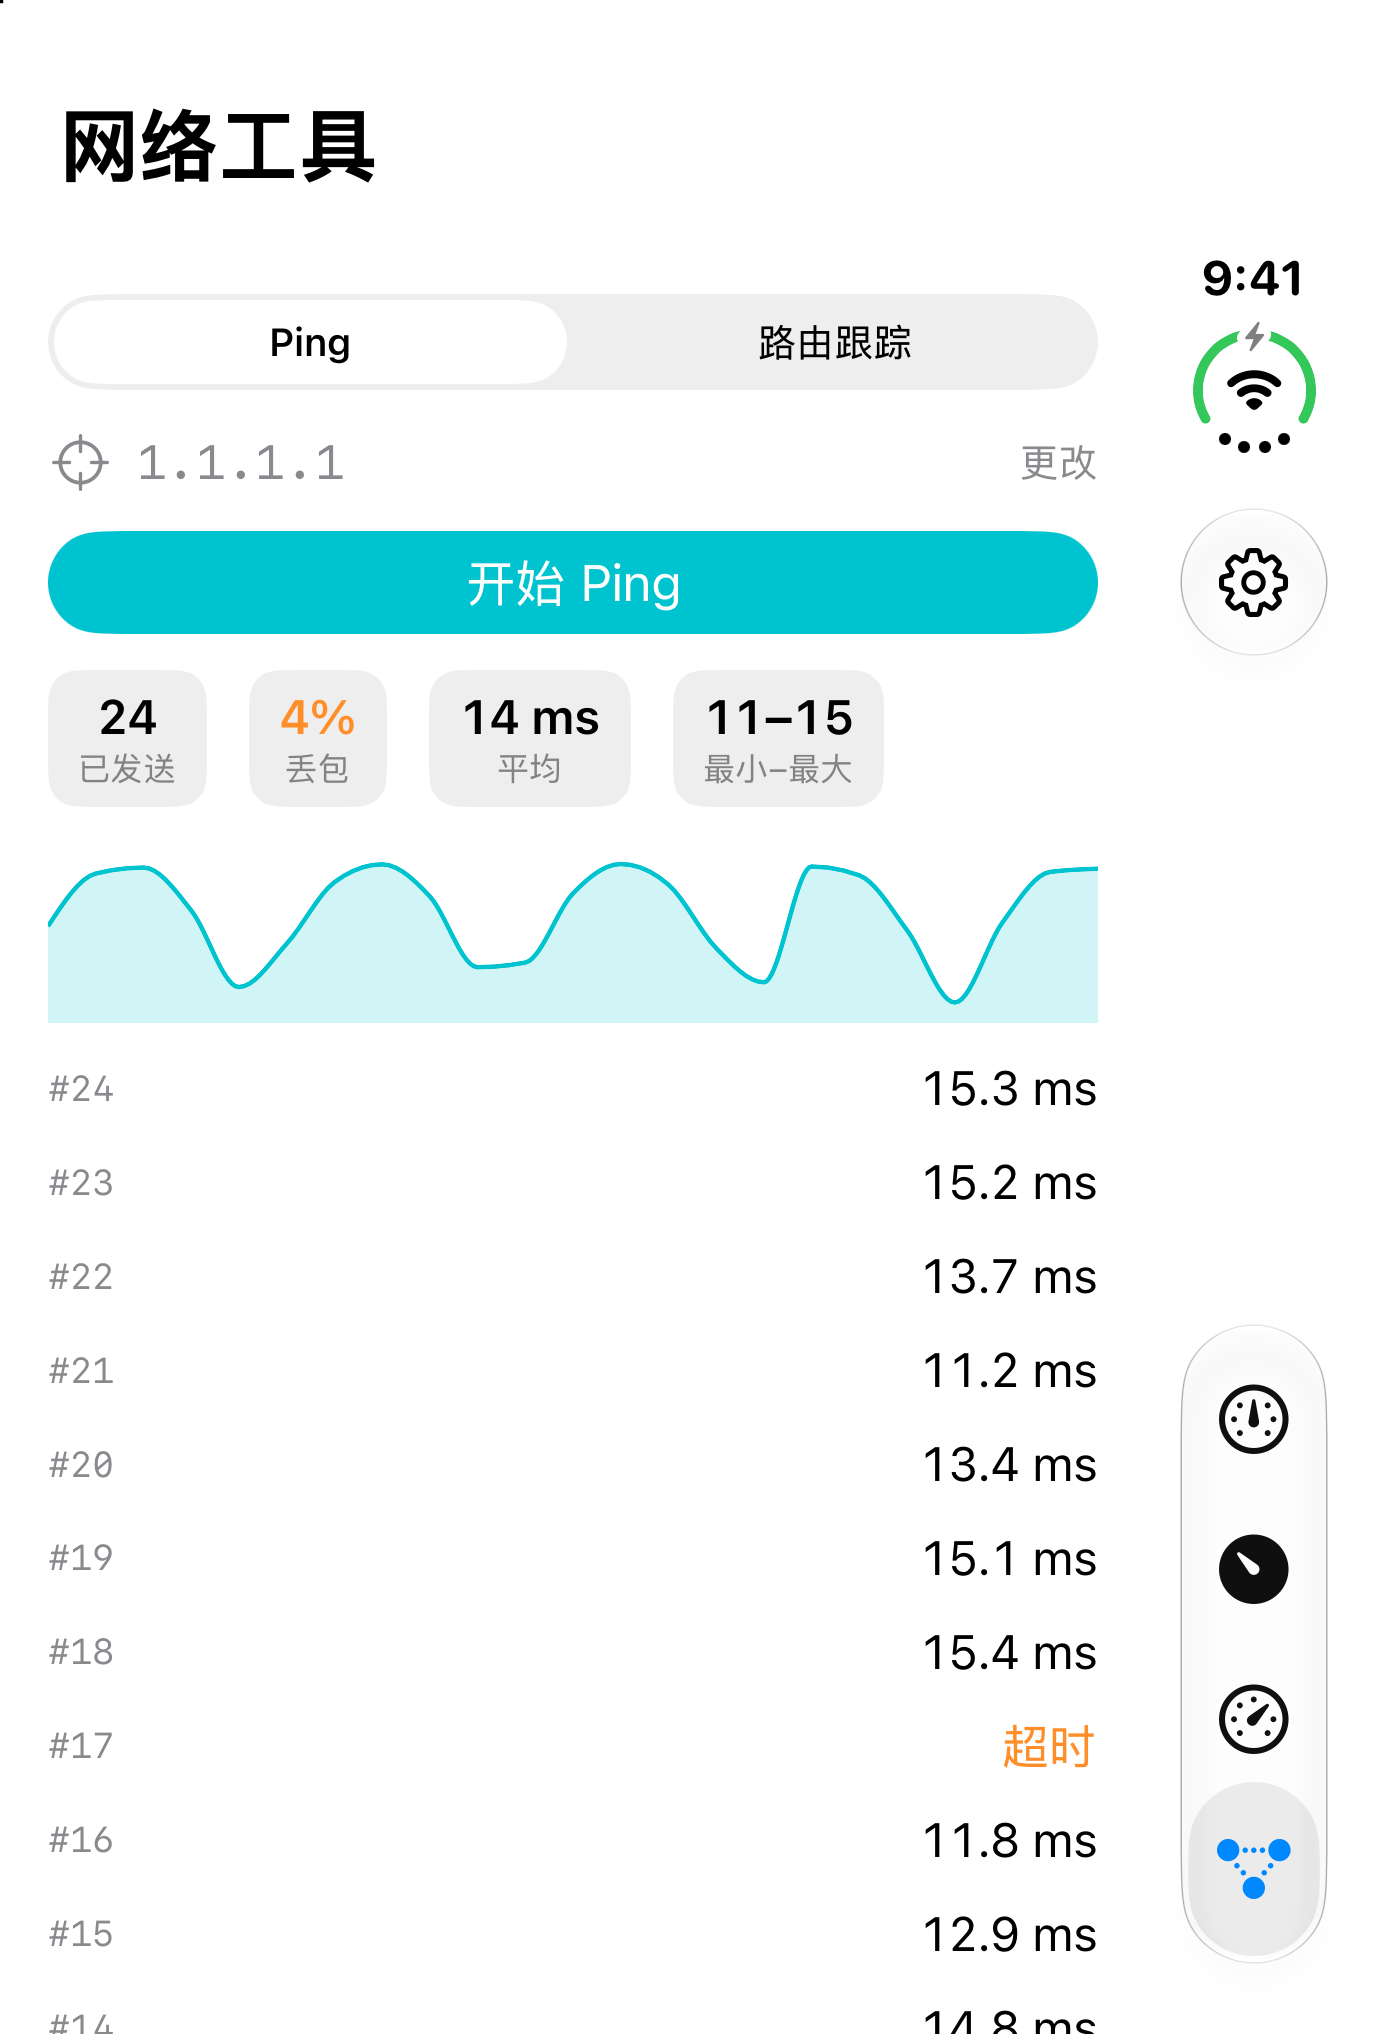 网络工具
9:41
Ping
路由跟踪
1.1.1.1
更改
开始 Ping
24
已发送
4%
丢包
14 ms
平均
11–15
最小–最大
#24 15.3 ms
#23 15.2 ms
#22 13.7 ms
#21 11.2 ms
#20 13.4 ms
#19 15.1 ms
#18 15.4 ms
#17 超时
#16 11.8 ms
#15 12.9 ms
#14 14.8 ms